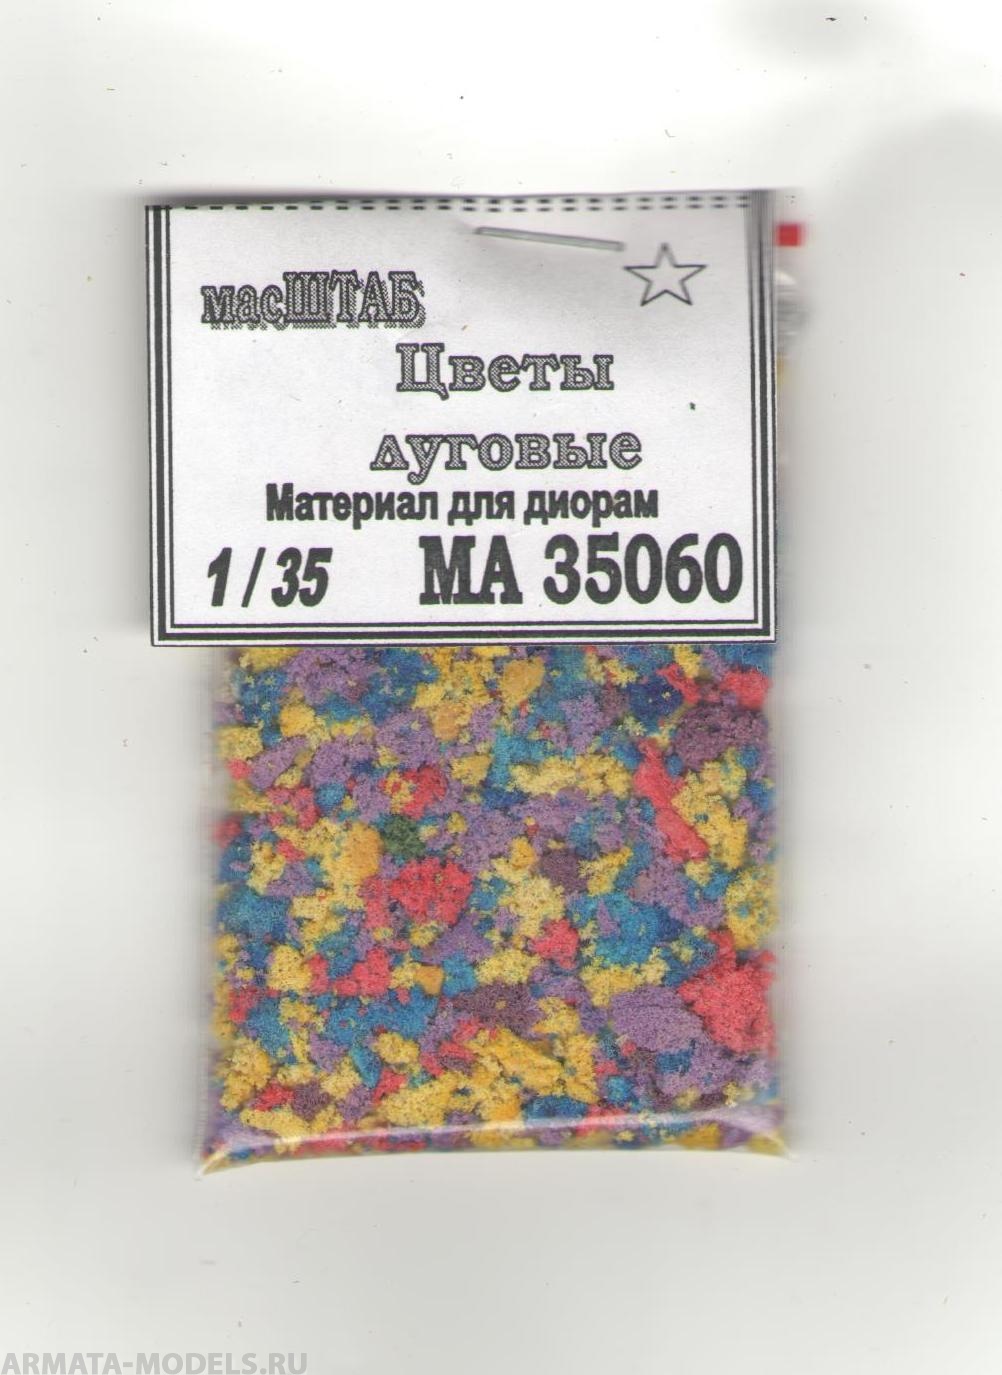 масШТАБ
Цветы
луговые
Материал для диорам
1/35 МА 35060
ARMATA-MODELS.RU